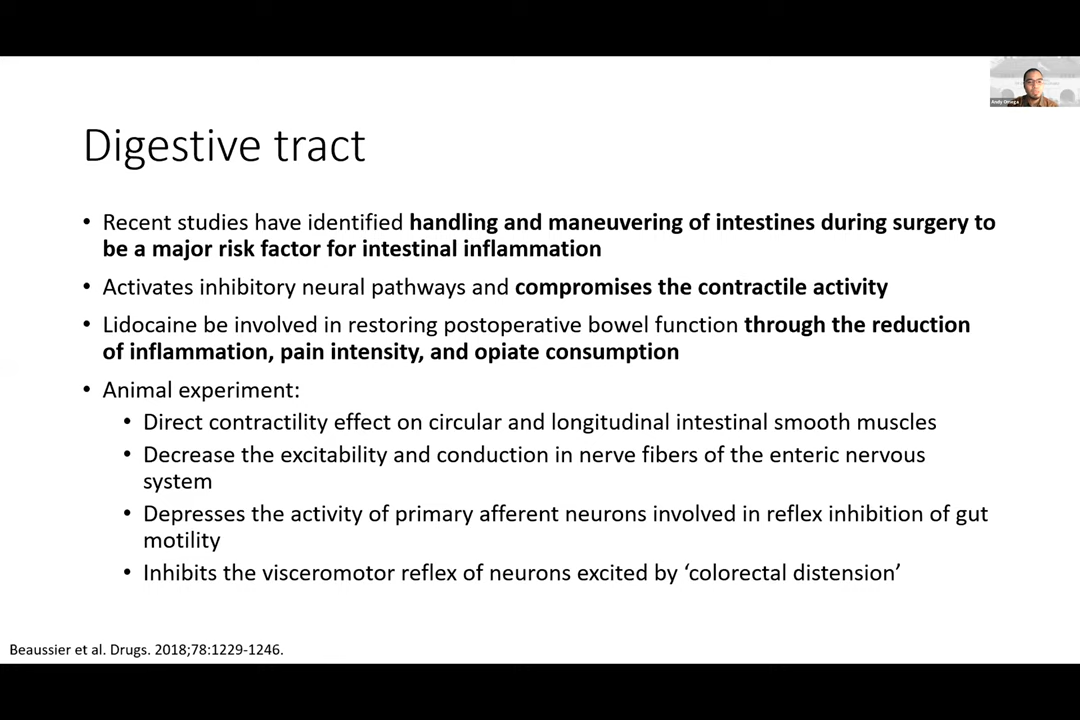 Andy Omega
Digestive tract
• Recent studies have identified handling and maneuvering of intestines during surgery to
be a major risk factor for intestinal inflammation
• Activates inhibitory neural pathways and compromises the contractile activity
• Lidocaine be involved in restoring postoperative bowel function through the reduction
of inflammation, pain intensity, and opiate consumption
• Animal experiment:
• Direct contractility effect on circular and longitudinal intestinal smooth muscles
• Decrease the excitability and conduction in nerve fibers of the enteric nervous
system
• Depresses the activity of primary afferent neurons involved in reflex inhibition of gut
motility
• Inhibits the visceromotor reflex of neurons excited by ‘colorectal distension’
Beaussier et al. Drugs. 2018;78:1229-1246.